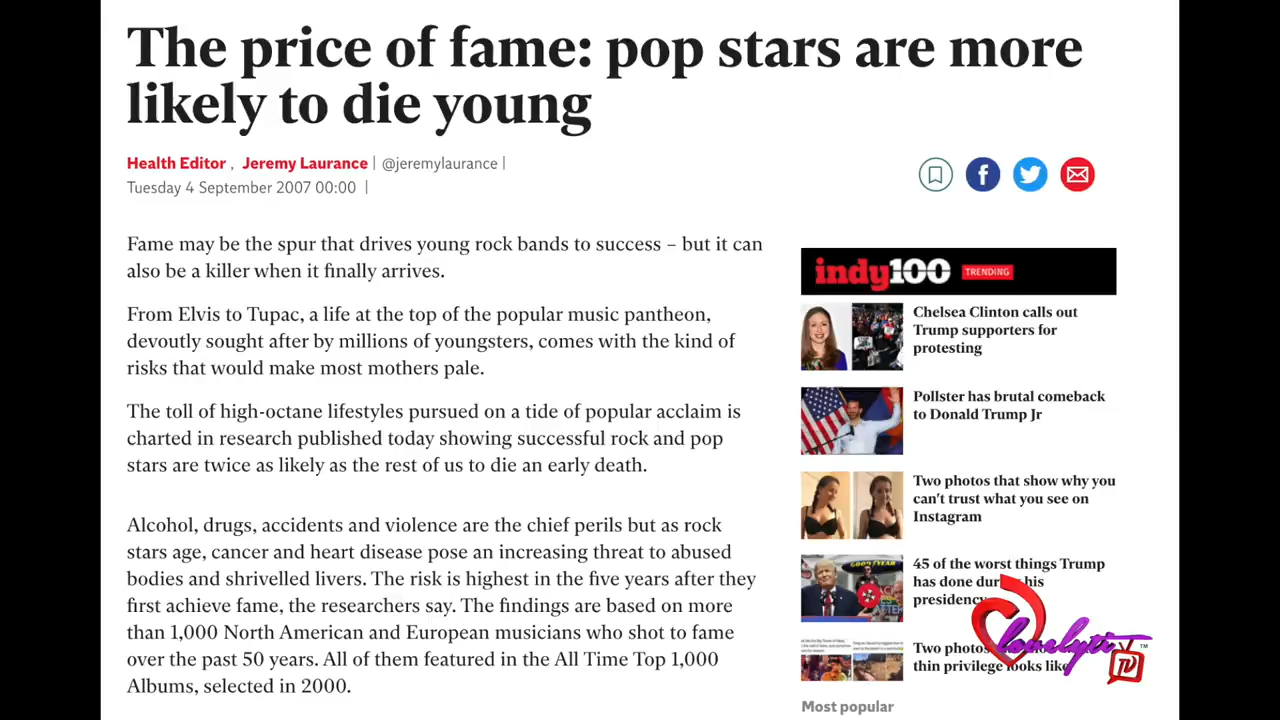 The price of fame: pop stars are more
likely to die young
Health Editor , Jeremy Laurance | @jeremylaurance |
Tuesday 4 September 2007 00:00 |
Fame may be the spur that drives young rock bands to success – but it can
also be a killer when it finally arrives.
From Elvis to Tupac, a life at the top of the popular music pantheon,
devoutly sought after by millions of youngsters, comes with the kind of
risks that would make most mothers pale.
The toll of high-octane lifestyles pursued on a tide of popular acclaim is
charted in research published today showing successful rock and pop
stars are twice as likely as the rest of us to die an early death.
Alcohol, drugs, accidents and violence are the chief perils but as rock
stars age, cancer and heart disease pose an increasing threat to abused
bodies and shrivelled livers. The risk is highest in the five years after they
first achieve fame, the researchers say. The findings are based on more
than 1,000 North American and European musicians who shot to fame
over the past 50 years. All of them featured in the All Time Top 1,000
Albums, selected in 2000.
indy100 TRENDING
Chelsea Clinton calls out
Trump supporters for
protesting
Pollster has brutal comeback
to Donald Trump Jr
Two photos that show why you
can't trust what you see on
Instagram
GOOD YEAR
45 of the worst things Trump
has done during his
presidency
Two photos
thin privilege looks like
lovelyti TV ™
Most popular